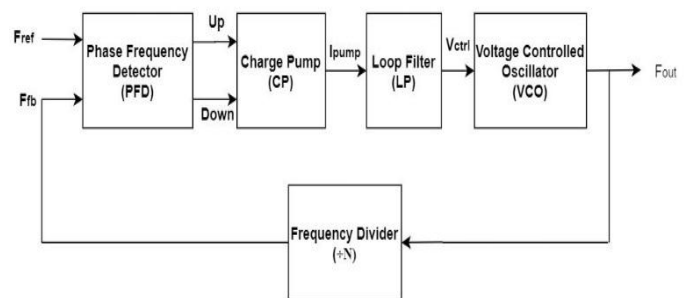 Fref
Ffb
Phase Frequency
Detector
(PFD)
Up
Down
Charge Pump
(CP)
Ipump
Loop Filter
(LP)
Vctrl
Voltage Controlled
Oscillator
(VCO)
Fout
Frequency Divider
(÷N)